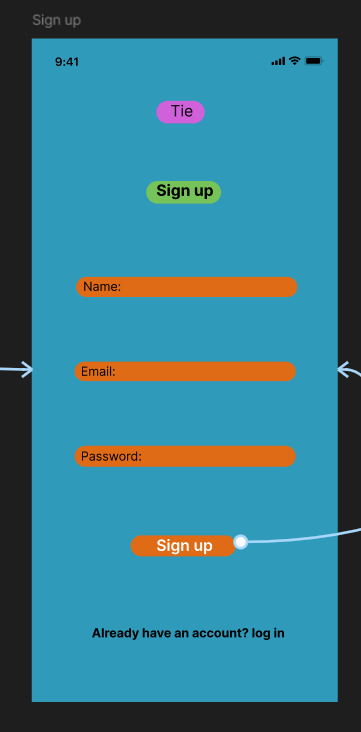 Sign up
9:41
Tie
Sign up
Name:
Email:
Password:
Sign up
Already have an account? log in